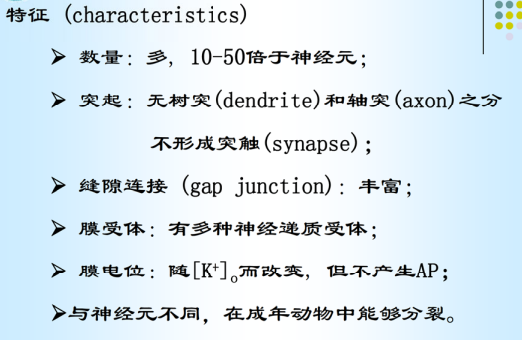 特征 (characteristics)
➤ 数量：多，10-50倍于神经元；
➤ 突起：无树突(dendrite)和轴突(axon)之分
不形成突触(synapse)；
➤ 缝隙连接 (gap junction)：丰富；
➤ 膜受体：有多种神经递质受体；
➤ 膜电位：随[K⁺]ₒ而改变，但不产生AP；
➤与神经元不同，在成年动物中能够分裂。